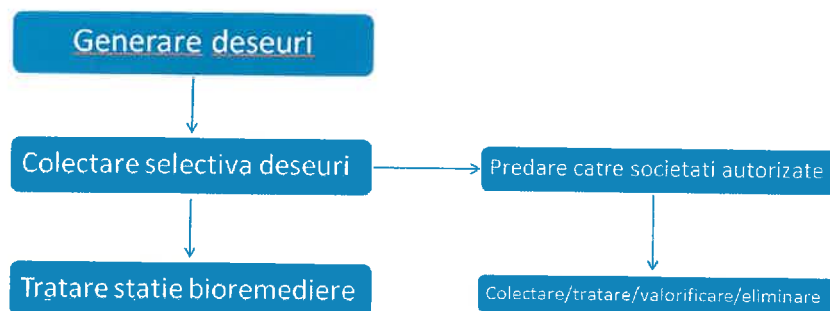 Generare deseuri
Colectare selectiva deseuri
Predare catre societati autorizate
Tratare statie bioremediere
Colectare/tratare/valorificare/eliminare